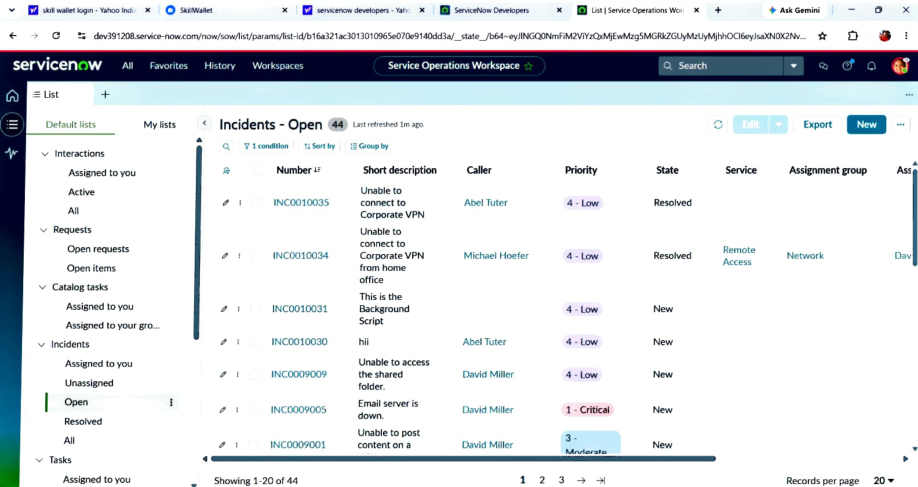 skill wallet login - Yahoo Indi
SkillWallet
servicenow developers - Yaho
ServiceNow Developers
List | Service Operations Wor
Ask Gemini
dev391208.service-now.com/now/sow/list/params/list-id/b16a321ac3013010965e070e9140dd3a/__state__/
servicenow
All
Favorites
History
Workspaces
Service Operations Workspace
Search
List
Default lists
My lists
Incidents - Open 44 Last refreshed 1m ago.
Edit
Export
New
1 condition
Sort by
Group by
Interactions
Assigned to you
Active
All
Requests
Open requests
Open items
Catalog tasks
Assigned to you
Assigned to your gro...
Incidents
Assigned to you
Unassigned
Open
Resolved
All
Tasks
Assigned to you
Number Short description Caller Priority State Service Assignment group Ass
INC0010035 Unable to connect to Corporate VPN Abel Tuter 4 - Low Resolved
INC0010034 Unable to connect to Corporate VPN from home office Michael Hoefer 4 - Low Resolved Remote Access Network Dav
INC0010031 This is the Background Script 4 - Low New
INC0010030 hii Abel Tuter 4 - Low New
INC0009009 Unable to access the shared folder. David Miller 4 - Low New
INC0009005 Email server is down. David Miller 1 - Critical New
INC0009001 Unable to post content on a David Miller 3 - Moderate New
Showing 1-20 of 44
1 2 3
Records per page 20